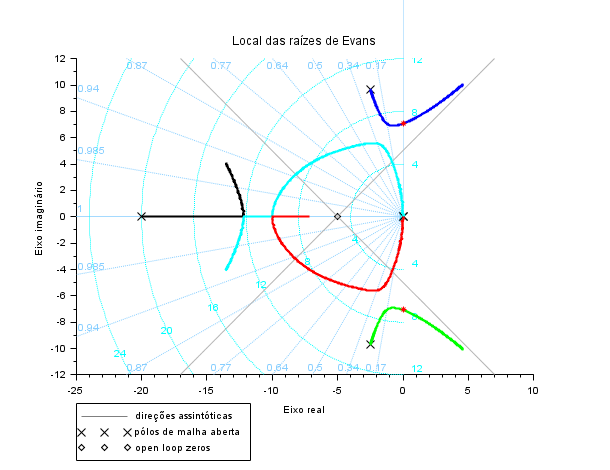 Local das raízes de Evans
12 0.87 0.76 0.64 0.5 0.34 0.17 12
10
0.94
8 8
6
0.985
4 4
2
0 1
Eixo imaginário
-2 4
8
-4 0.985 4
12
-6
16
-8 0.94 20 8
-10 24
-12 0.87 0.76 0.64 0.5 0.34 0.17 12
-25 -20 -15 -10 -5 0 5 10
Eixo real
direções assintóticas
pólos de malha aberta
open loop zeros